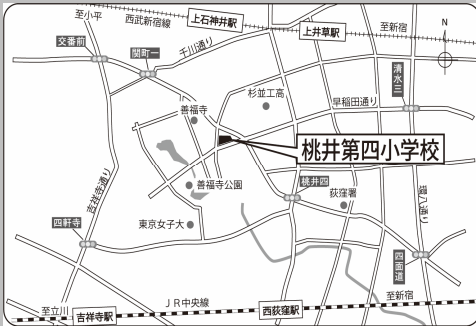 至小平
西武新宿線
上石神井駅
上井草駅
至新宿
N
交番前
関町一
千川通り
清水三
杉並工高
早稲田通り
善福寺
桃井第四小学校
善福寺公園
桃井四
荻窪署
環八通り
吉祥寺通り
四軒寺
東京女子大
四面道
至立川
吉祥寺駅
JR中央線
西荻窪駅
至新宿